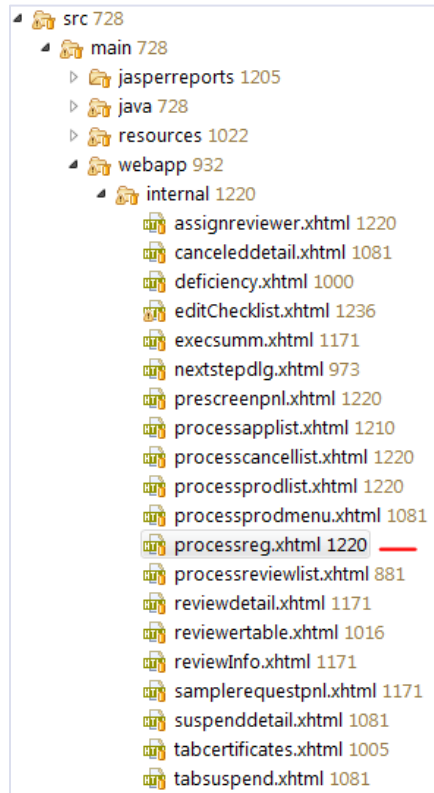 src 728
main 728
jasperreports 1205
java 728
resources 1022
webapp 932
internal 1220
assignreviewer.xhtml 1220
canceleddetail.xhtml 1081
deficiency.xhtml 1000
editChecklist.xhtml 1236
execsumm.xhtml 1171
nextstepdlg.xhtml 973
prescreenpnl.xhtml 1220
processapplist.xhtml 1210
processcancellist.xhtml 1220
processprodlist.xhtml 1220
processprodmenu.xhtml 1081
processreg.xhtml 1220
processreviewlist.xhtml 881
reviewdetail.xhtml 1171
reviewertable.xhtml 1016
reviewInfo.xhtml 1171
samplerequestpnl.xhtml 1171
suspenddetail.xhtml 1081
tabcertificates.xhtml 1005
tabsuspend.xhtml 1081